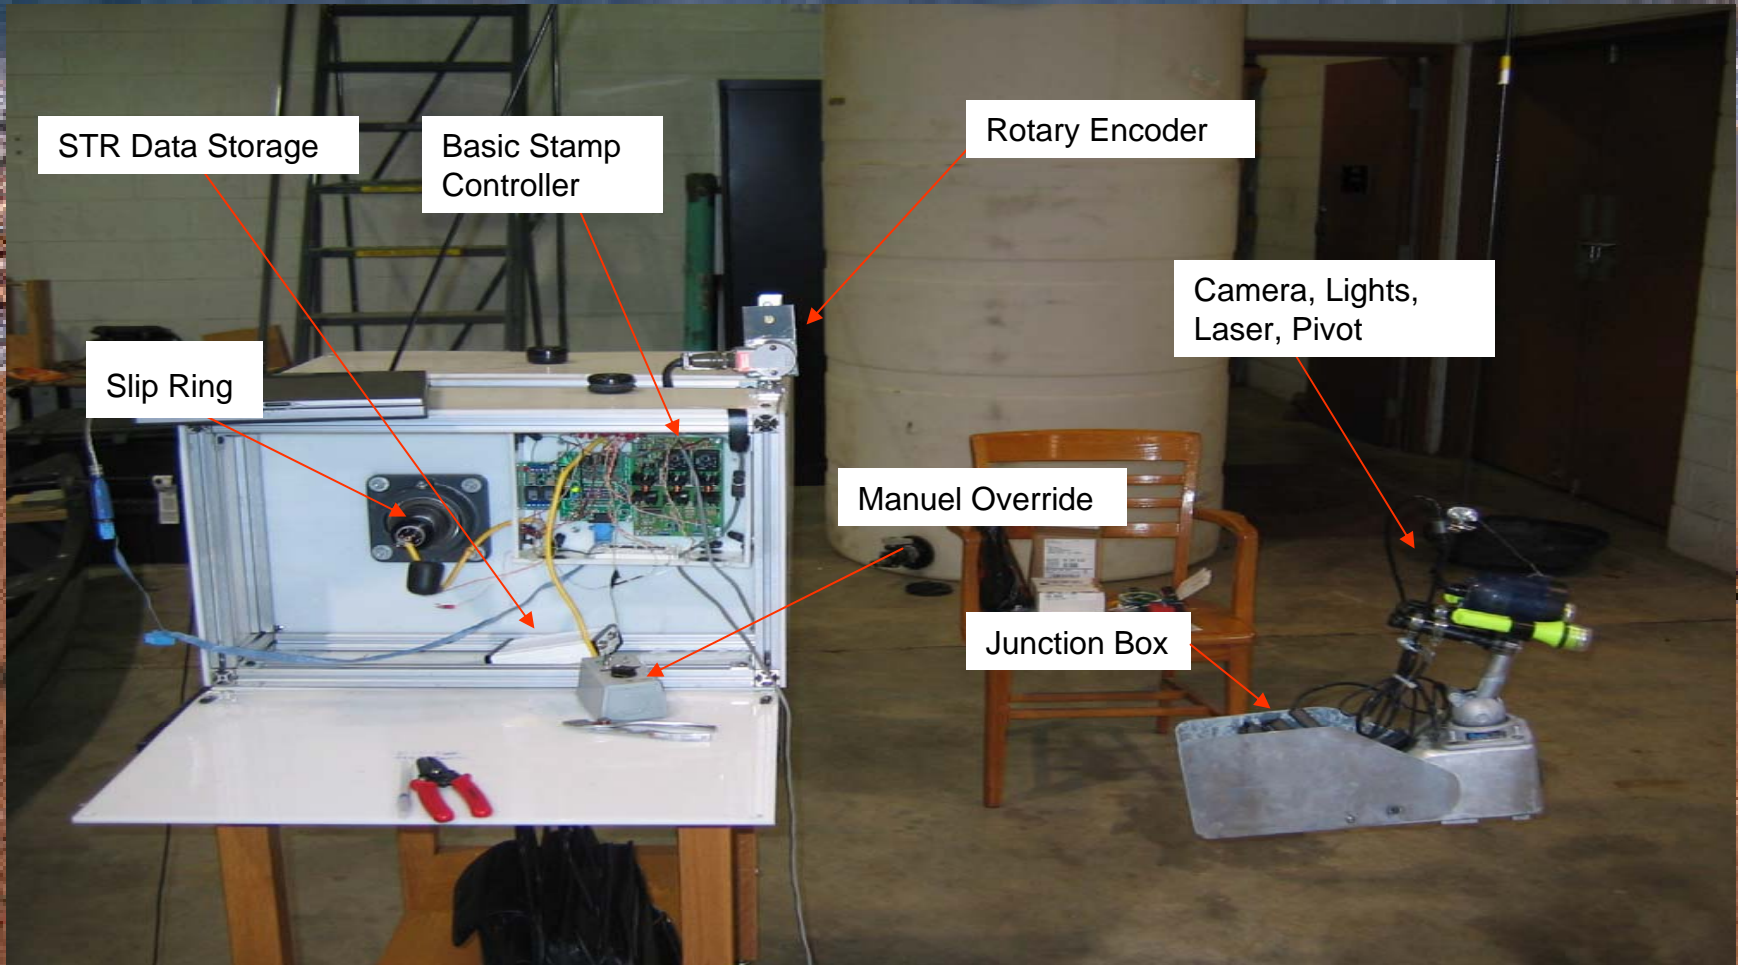 STR Data Storage
Basic Stamp
Controller
Rotary Encoder
Camera, Lights,
Laser, Pivot
Slip Ring
Manuel Override
Junction Box